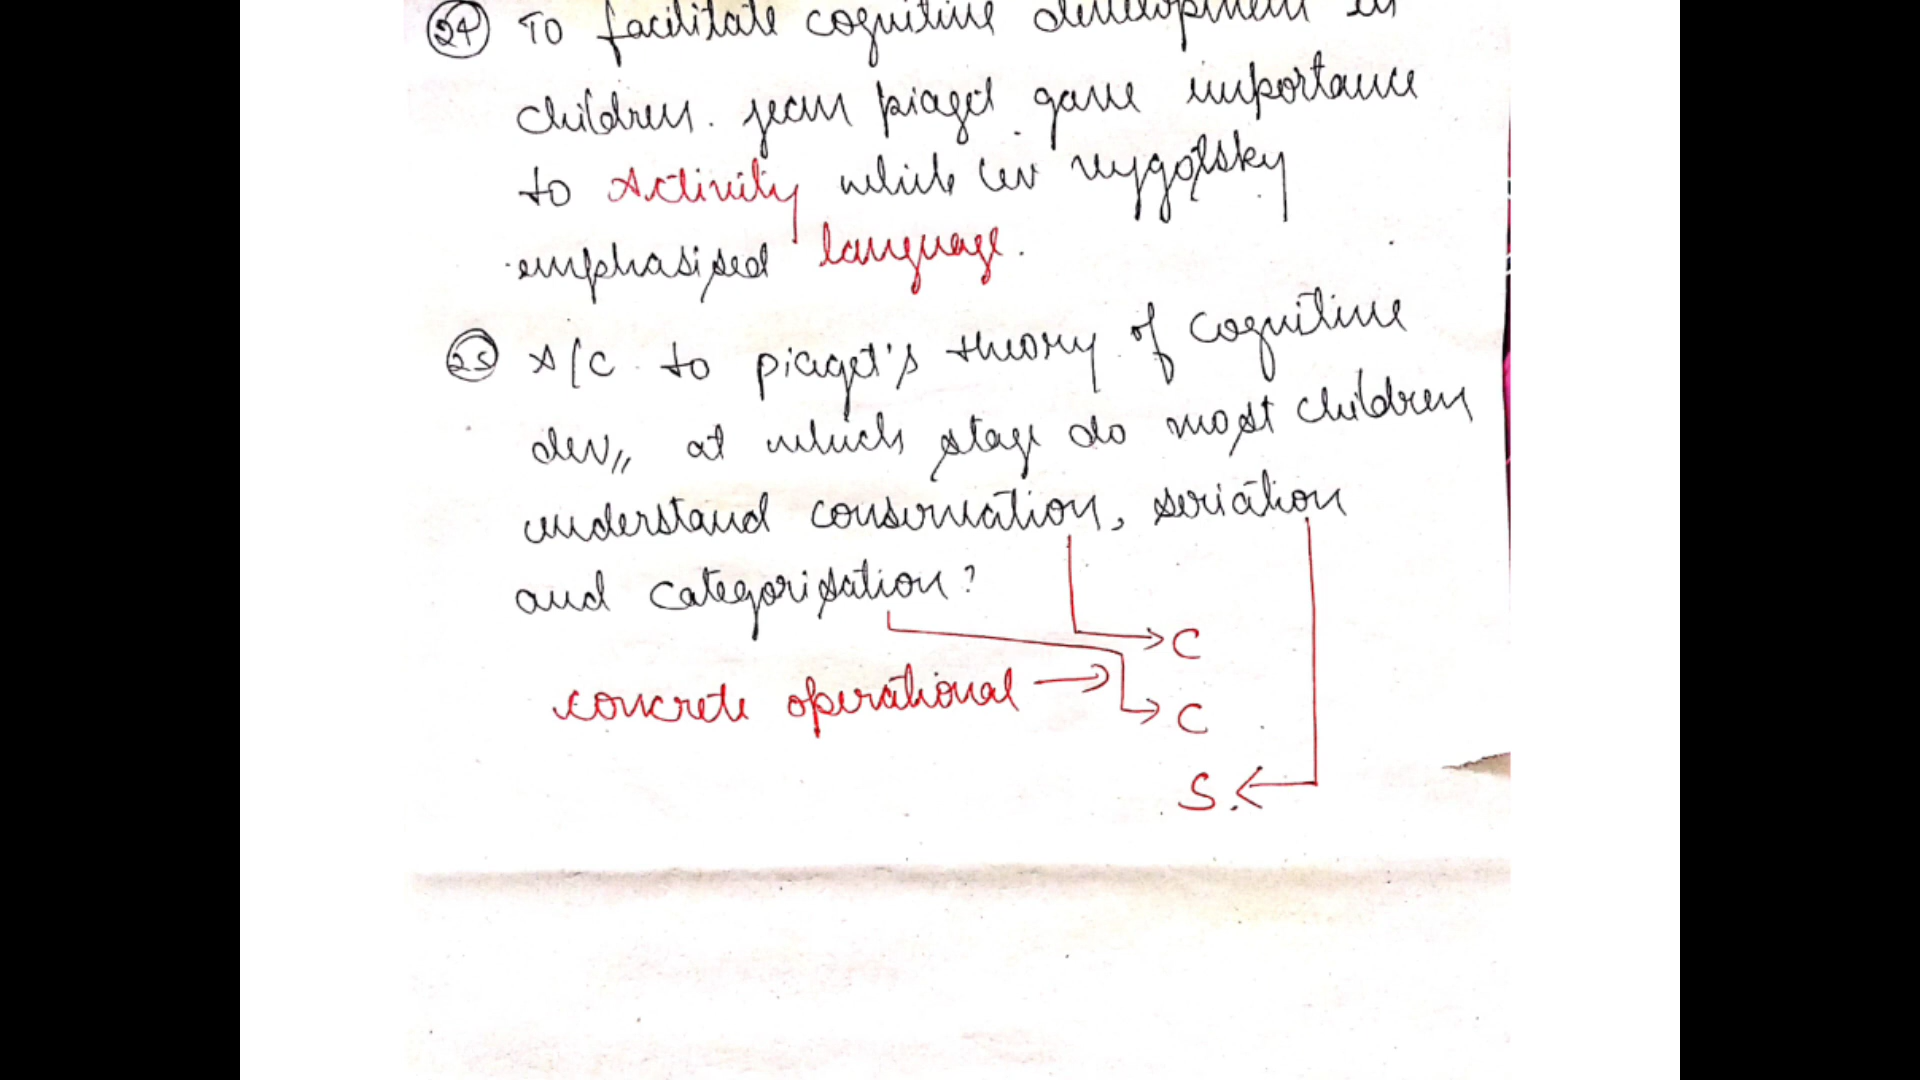 24 To facilitate cognitive development in
children. jean piaget gave importance
to Activity while lev vygotsky
emphasised language.
25 A/C to piaget's theory of cognitive
dev,, at which stage do most children
understand conservation, seriation
and categorisation?
→ C
concrete operational →
→ C
S ←